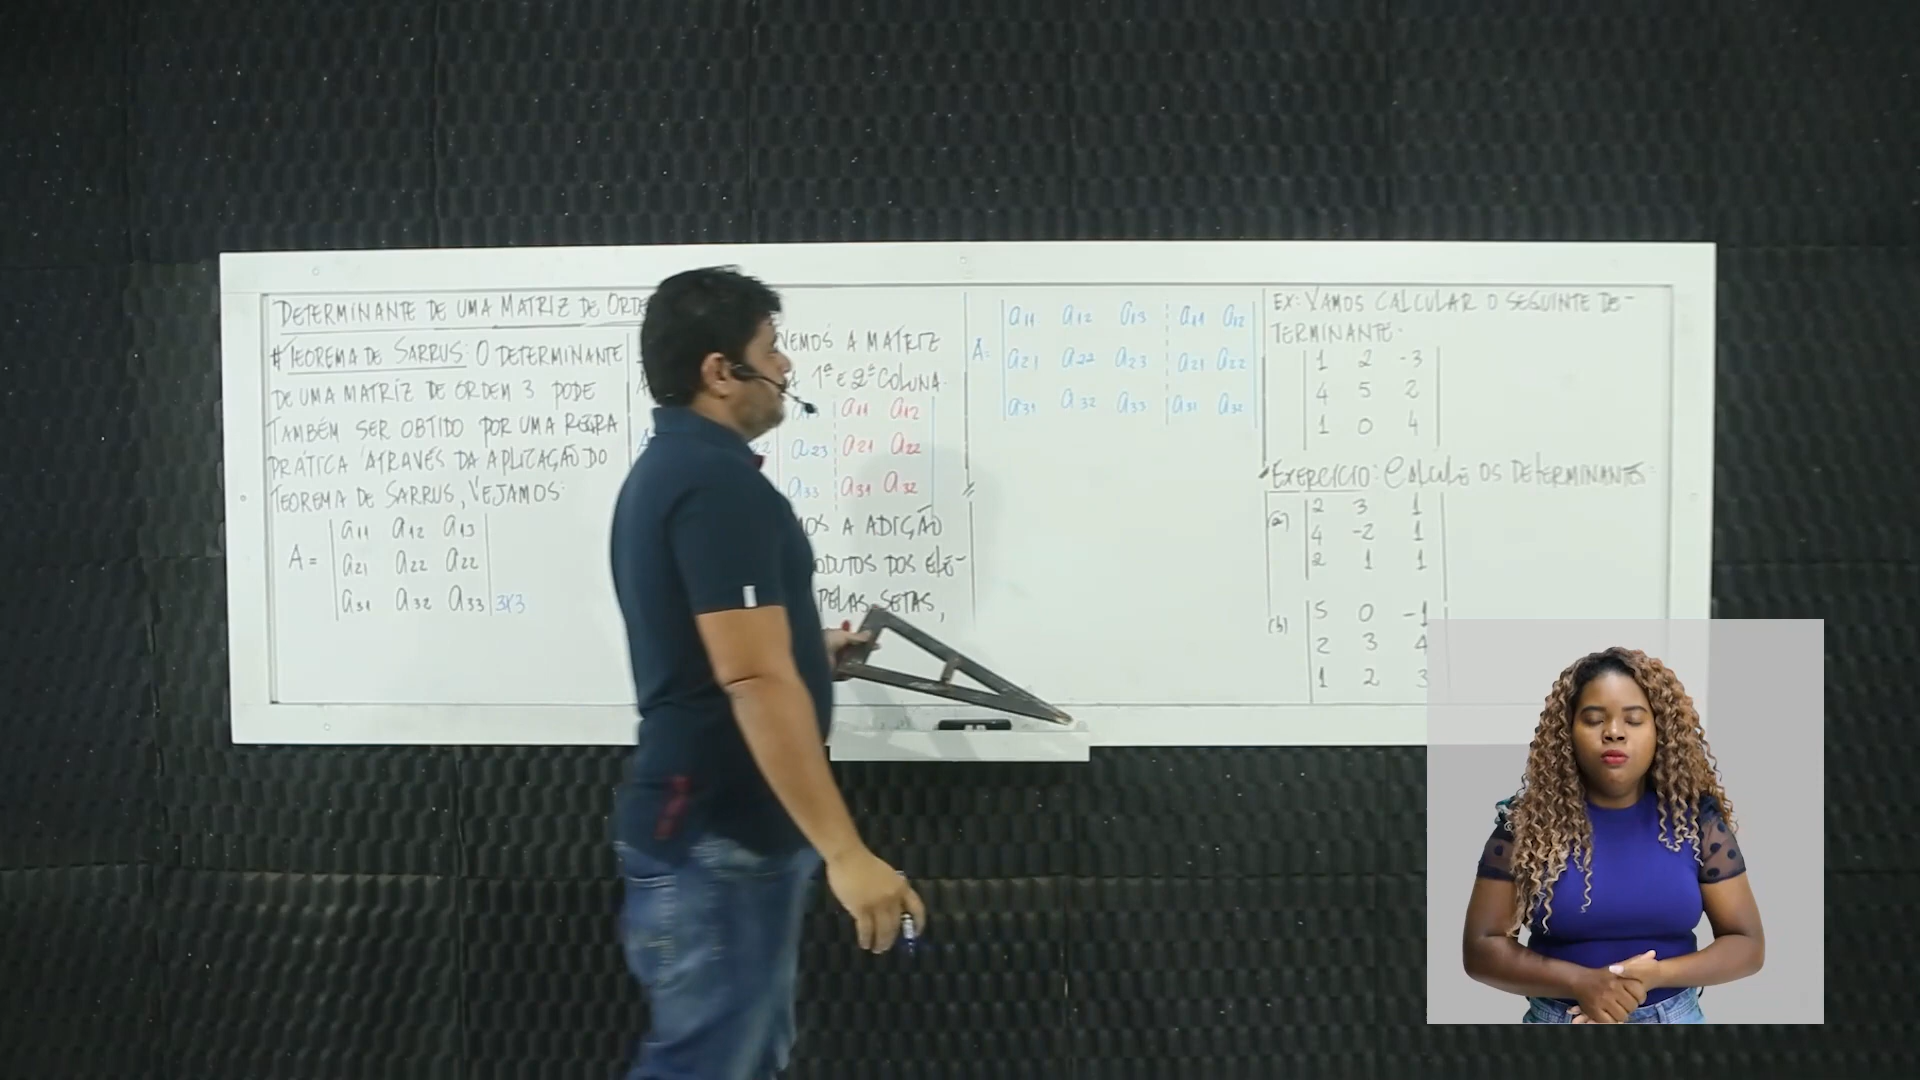 DETERMINANTE DE UMA MATRIZ DE ORDE
# TEOREMA DE SARRUS: O DETERMINANTE
DE UMA MATRIZ DE ORDEM 3 PODE
TAMBÉM SER OBTIDO POR UMA REGRA
PRÁTICA ATRAVÉS DA APLICAÇÃO DO
TEOREMA DE SARRUS, VEJAMOS:
a11 a12 a13
A = a21 a22 a22
a31 a32 a33 3x3
VEMOS A MATRIZ
A 1ª E 2ª COLUNA.
a13 a11 a12
a23 a21 a22
a33 a31 a32
MOS A ADIÇÃO
ODUTOS DOS ELE-
PELAS SETAS,
a11 a12 a13 a11 a12
A= a21 a22 a23 a21 a22
a31 a32 a33 a31 a32
EX: VAMOS CALCULAR O SEGUINTE DE-
TERMINANTE.
1 2 -3
4 5 2
1 0 4
EXERCÍCIO: CALCULE OS DETERMINANTES:
(a) 2 3 1
4 -2 1
2 1 1
(b) 5 0 -1
2 3 4
1 2 3